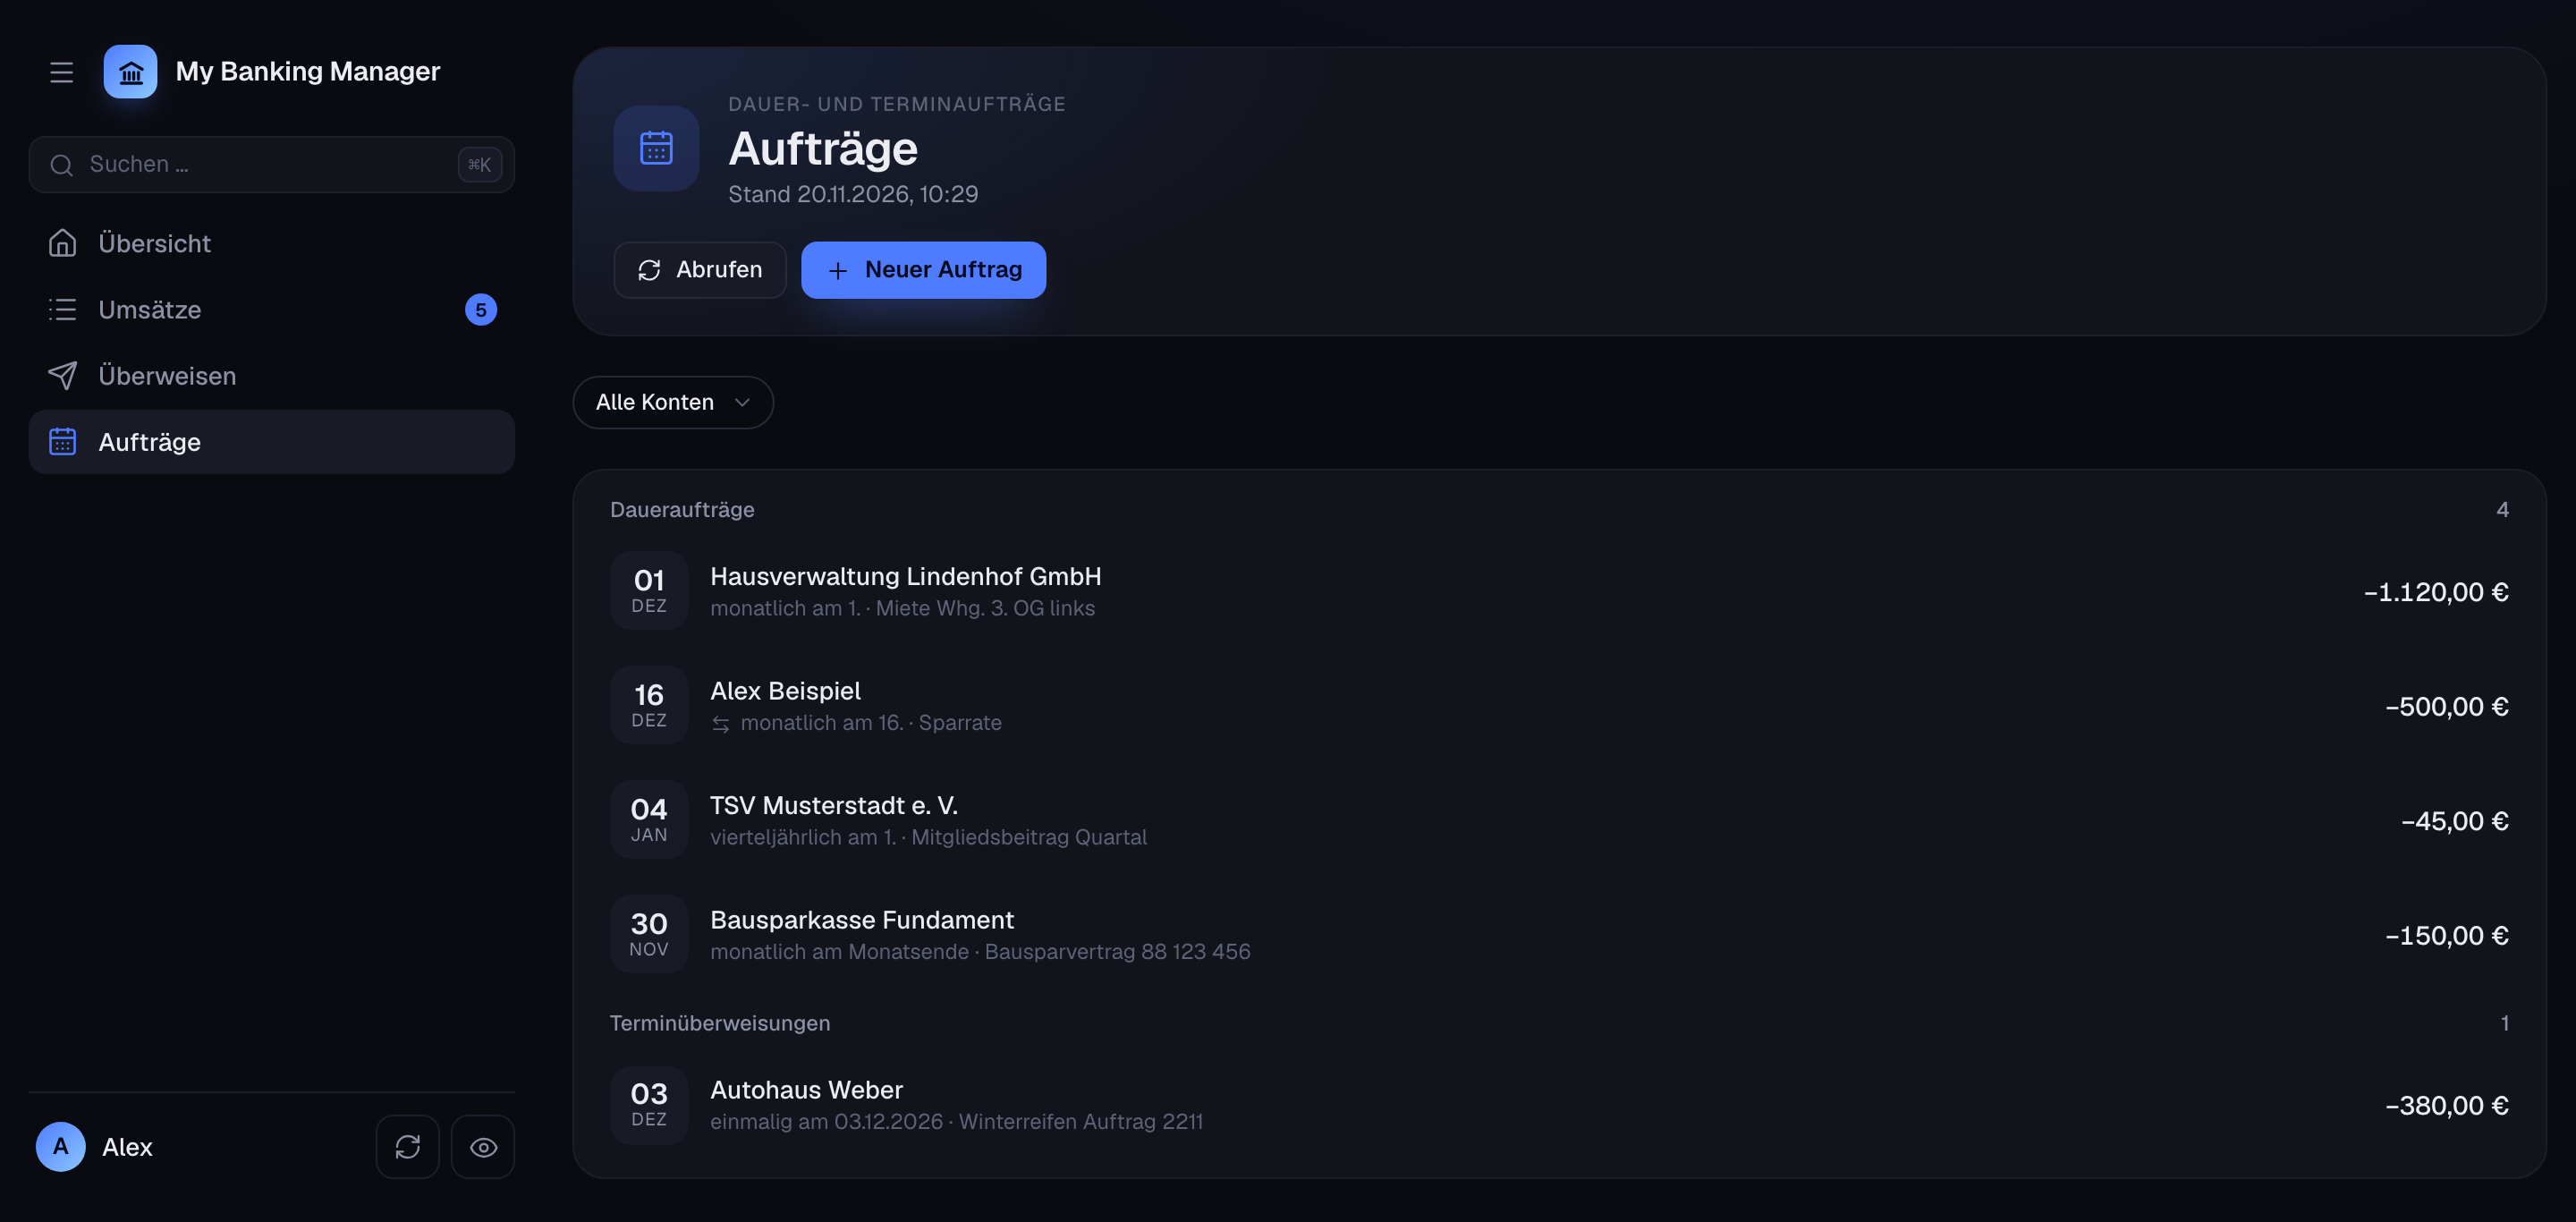 My Banking Manager
Suchen …
⌘K
Übersicht
Umsätze
5
Überweisen
Aufträge
A
Alex
DAUER- UND TERMINAUFTRÄGE
Aufträge
Stand 20.11.2026, 10:29
Abrufen
Neuer Auftrag
Alle Konten
Daueraufträge
4
01
DEZ
Hausverwaltung Lindenhof GmbH
monatlich am 1. · Miete Whg. 3. OG links
−1.120,00 €
16
DEZ
Alex Beispiel
monatlich am 16. · Sparrate
−500,00 €
04
JAN
TSV Musterstadt e. V.
vierteljährlich am 1. · Mitgliedsbeitrag Quartal
−45,00 €
30
NOV
Bausparkasse Fundament
monatlich am Monatsende · Bausparvertrag 88 123 456
−150,00 €
Terminüberweisungen
1
03
DEZ
Autohaus Weber
einmalig am 03.12.2026 · Winterreifen Auftrag 2211
−380,00 €